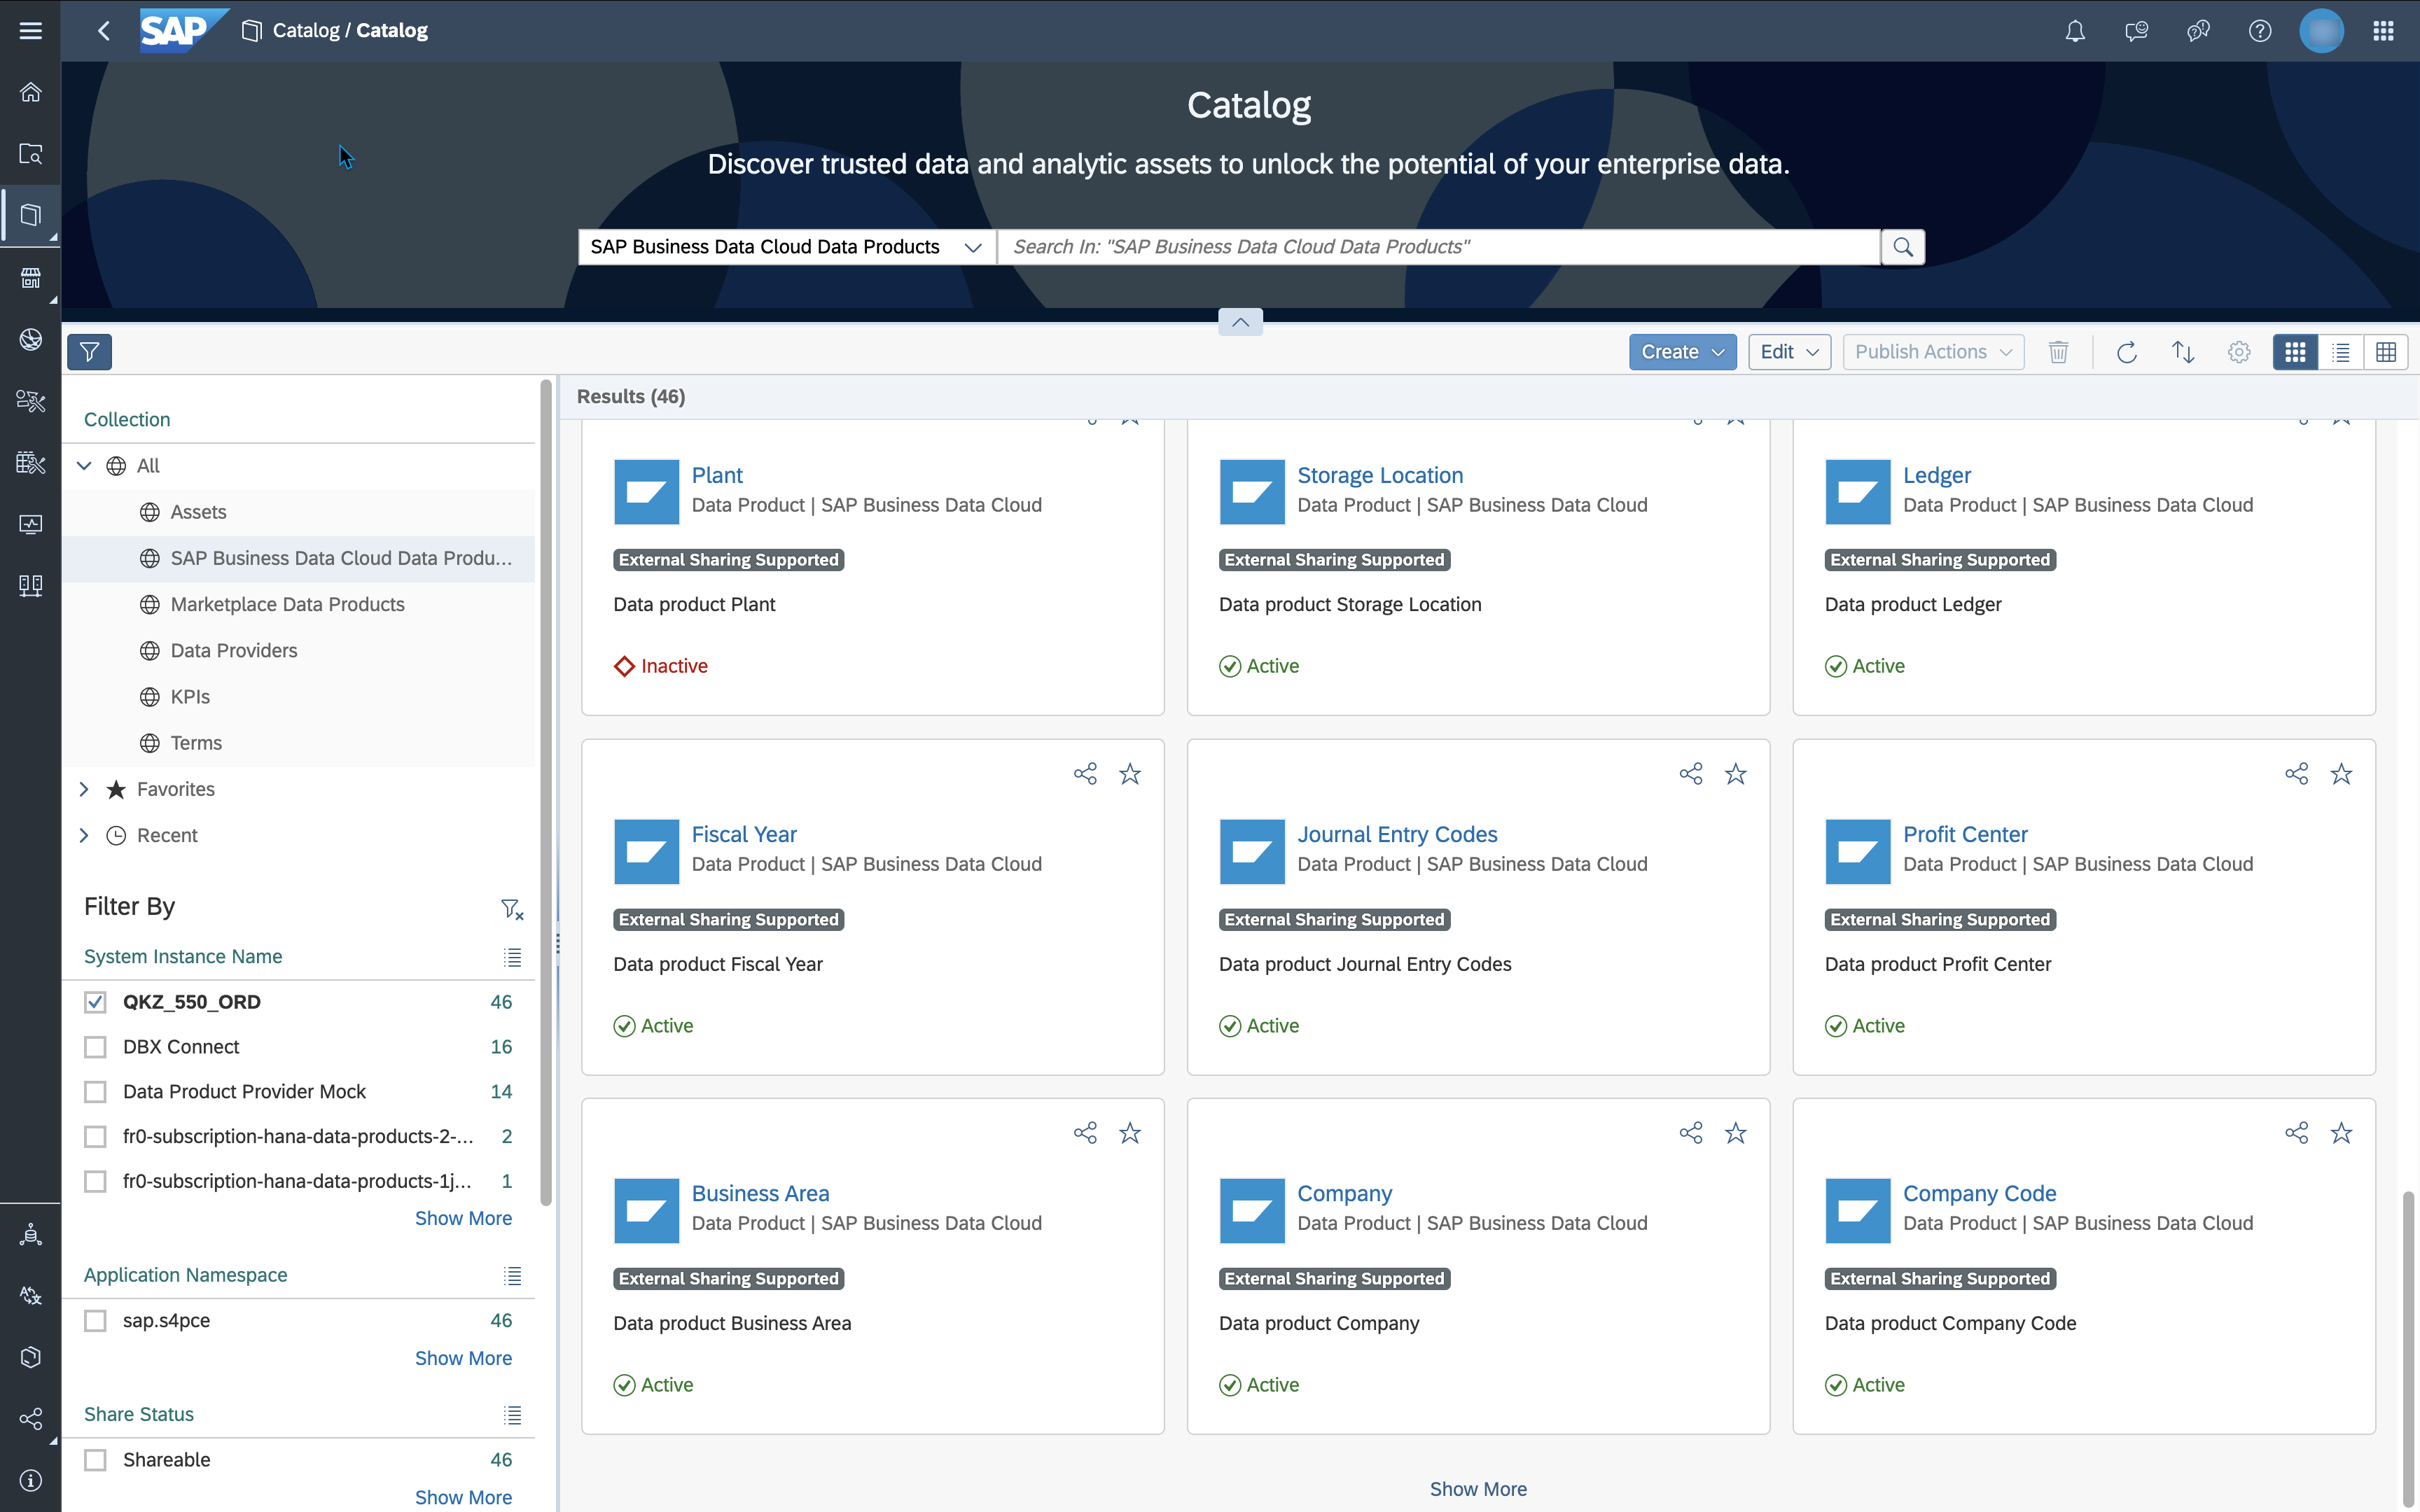 SAP Catalog / Catalog
Catalog
Discover trusted data and analytic assets to unlock the potential of your enterprise data.
SAP Business Data Cloud Data Products
Search In: "SAP Business Data Cloud Data Products"
Create
Edit
Publish Actions
Collection
All
Assets
SAP Business Data Cloud Data Produ...
Marketplace Data Products
Data Providers
KPIs
Terms
Favorites
Recent
Filter By
System Instance Name
QKZ_550_ORD 46
DBX Connect 16
Data Product Provider Mock 14
fr0-subscription-hana-data-products-2-... 2
fr0-subscription-hana-data-products-1j... 1
Show More
Application Namespace
sap.s4pce 46
Show More
Share Status
Shareable 46
Show More
Results (46)
Plant
Data Product | SAP Business Data Cloud
External Sharing Supported
Data product Plant
Inactive
Storage Location
Data Product | SAP Business Data Cloud
External Sharing Supported
Data product Storage Location
Active
Ledger
Data Product | SAP Business Data Cloud
External Sharing Supported
Data product Ledger
Active
Fiscal Year
Data Product | SAP Business Data Cloud
External Sharing Supported
Data product Fiscal Year
Active
Journal Entry Codes
Data Product | SAP Business Data Cloud
External Sharing Supported
Data product Journal Entry Codes
Active
Profit Center
Data Product | SAP Business Data Cloud
External Sharing Supported
Data product Profit Center
Active
Business Area
Data Product | SAP Business Data Cloud
External Sharing Supported
Data product Business Area
Active
Company
Data Product | SAP Business Data Cloud
External Sharing Supported
Data product Company
Active
Company Code
Data Product | SAP Business Data Cloud
External Sharing Supported
Data product Company Code
Active
Show More